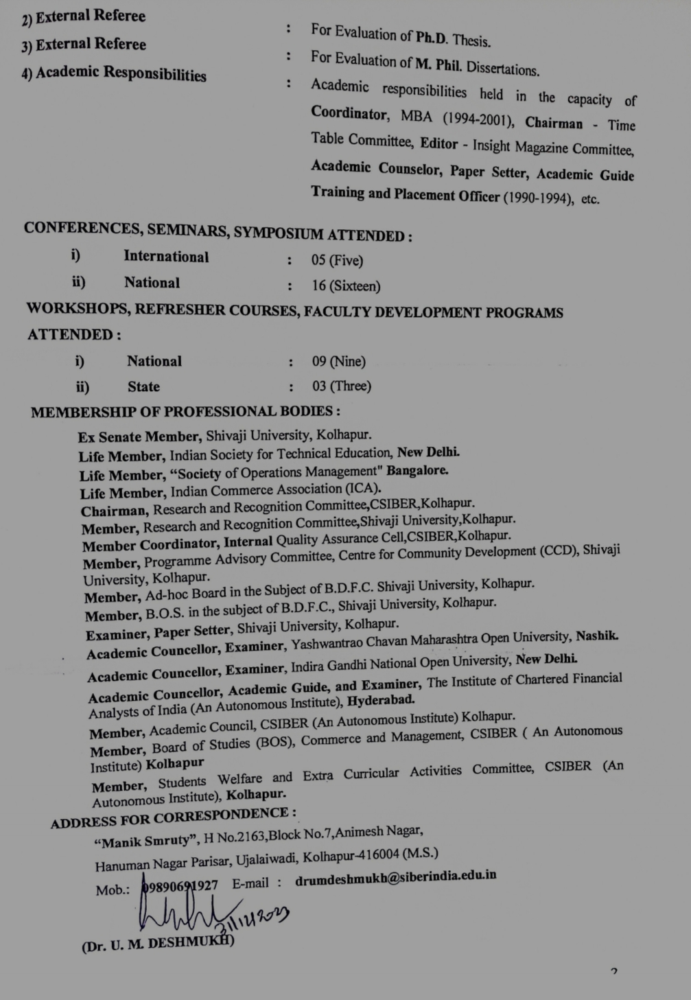 2) External Referee : For Evaluation of Ph.D. Thesis.
3) External Referee : For Evaluation of M. Phil. Dissertations.
4) Academic Responsibilities : Academic responsibilities held in the capacity of
Coordinator, MBA (1994-2001), Chairman - Time
Table Committee, Editor - Insight Magazine Committee,
Academic Counselor, Paper Setter, Academic Guide
Training and Placement Officer (1990-1994), etc.
CONFERENCES, SEMINARS, SYMPOSIUM ATTENDED :
i) International : 05 (Five)
ii) National : 16 (Sixteen)
WORKSHOPS, REFRESHER COURSES, FACULTY DEVELOPMENT PROGRAMS
ATTENDED :
i) National : 09 (Nine)
ii) State : 03 (Three)
MEMBERSHIP OF PROFESSIONAL BODIES :
Ex Senate Member, Shivaji University, Kolhapur.
Life Member, Indian Society for Technical Education, New Delhi.
Life Member, “Society of Operations Management" Bangalore.
Life Member, Indian Commerce Association (ICA).
Chairman, Research and Recognition Committee,CSIBER,Kolhapur.
Member, Research and Recognition Committee,Shivaji University,Kolhapur.
Member Coordinator, Internal Quality Assurance Cell,CSIBER,Kolhapur.
Member, Programme Advisory Committee, Centre for Community Development (CCD), Shivaji
University, Kolhapur.
Member, Ad-hoc Board in the Subject of B.D.F.C. Shivaji University, Kolhapur.
Member, B.O.S. in the subject of B.D.F.C., Shivaji University, Kolhapur.
Examiner, Paper Setter, Shivaji University, Kolhapur.
Academic Councellor, Examiner, Yashwantrao Chavan Maharashtra Open University, Nashik.
Academic Councellor, Examiner, Indira Gandhi National Open University, New Delhi.
Academic Councellor, Academic Guide, and Examiner, The Institute of Chartered Financial
Analysts of India (An Autonomous Institute), Hyderabad.
Member, Academic Council, CSIBER (An Autonomous Institute) Kolhapur.
Member, Board of Studies (BOS), Commerce and Management, CSIBER ( An Autonomous
Institute) Kolhapur
Member, Students Welfare and Extra Curricular Activities Committee, CSIBER (An
Autonomous Institute), Kolhapur.
ADDRESS FOR CORRESPONDENCE :
“Manik Smruty”, H No.2163,Block No.7,Animesh Nagar,
Hanuman Nagar Parisar, Ujalaiwadi, Kolhapur-416004 (M.S.)
Mob.: 09890691927 E-mail : drumdeshmukh@siberindia.edu.in
(Dr. U. M. DESHMUKH)